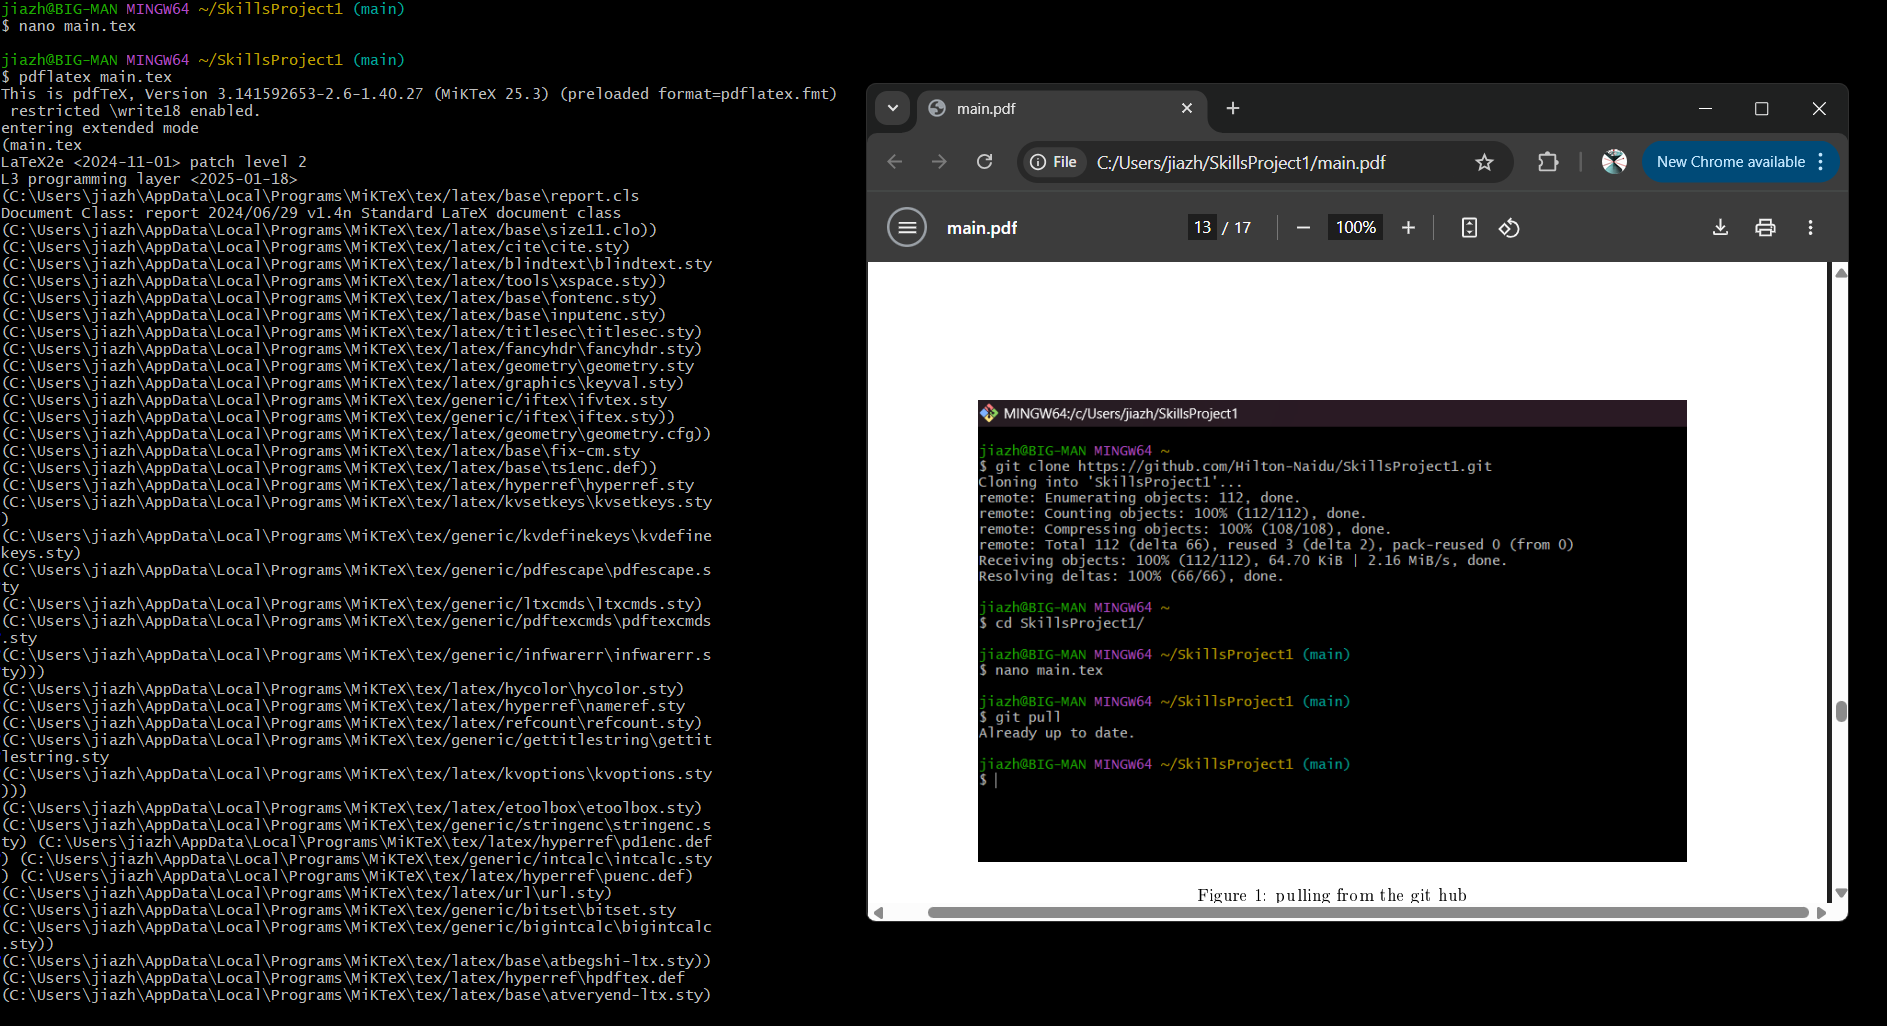 jiazh@BIG-MAN MINGW64 ~/SkillsProject1 (main)
$ nano main.tex
jiazh@BIG-MAN MINGW64 ~/SkillsProject1 (main)
$ pdflatex main.tex
This is pdfTeX, Version 3.141592653-2.6-1.40.27 (MiKTeX 25.3) (preloaded format=pdflatex.fmt)
 restricted \write18 enabled.
entering extended mode
(main.tex
LaTeX2e <2024-11-01> patch level 2
L3 programming layer <2025-01-18>
(C:\Users\jiazh\AppData\Local\Programs\MiKTeX\tex/latex/base\report.cls
Document Class: report 2024/06/29 v1.4n Standard LaTeX document class
(C:\Users\jiazh\AppData\Local\Programs\MiKTeX\tex/latex/base\size11.clo))
(C:\Users\jiazh\AppData\Local\Programs\MiKTeX\tex/latex/cite\cite.sty)
(C:\Users\jiazh\AppData\Local\Programs\MiKTeX\tex/latex/blindtext\blindtext.sty
(C:\Users\jiazh\AppData\Local\Programs\MiKTeX\tex/latex/tools\xspace.sty))
(C:\Users\jiazh\AppData\Local\Programs\MiKTeX\tex/latex/base\fontenc.sty)
(C:\Users\jiazh\AppData\Local\Programs\MiKTeX\tex/latex/base\inputenc.sty)
(C:\Users\jiazh\AppData\Local\Programs\MiKTeX\tex/latex/titlesec\titlesec.sty)
(C:\Users\jiazh\AppData\Local\Programs\MiKTeX\tex/latex/fancyhdr\fancyhdr.sty)
(C:\Users\jiazh\AppData\Local\Programs\MiKTeX\tex/latex/geometry\geometry.sty
(C:\Users\jiazh\AppData\Local\Programs\MiKTeX\tex/latex/graphics\keyval.sty)
(C:\Users\jiazh\AppData\Local\Programs\MiKTeX\tex/generic/iftex\ifvtex.sty
(C:\Users\jiazh\AppData\Local\Programs\MiKTeX\tex/generic/iftex\iftex.sty))
(C:\Users\jiazh\AppData\Local\Programs\MiKTeX\tex/latex/geometry\geometry.cfg))
(C:\Users\jiazh\AppData\Local\Programs\MiKTeX\tex/latex/base\fix-cm.sty
(C:\Users\jiazh\AppData\Local\Programs\MiKTeX\tex/latex/base\ts1enc.def))
(C:\Users\jiazh\AppData\Local\Programs\MiKTeX\tex/latex/hyperref\hyperref.sty
(C:\Users\jiazh\AppData\Local\Programs\MiKTeX\tex/latex/kvsetkeys\kvsetkeys.sty
)
(C:\Users\jiazh\AppData\Local\Programs\MiKTeX\tex/generic/kvdefinekeys\kvdefine
keys.sty)
(C:\Users\jiazh\AppData\Local\Programs\MiKTeX\tex/generic/pdfescape\pdfescape.s
ty
(C:\Users\jiazh\AppData\Local\Programs\MiKTeX\tex/generic/ltxcmds\ltxcmds.sty)
(C:\Users\jiazh\AppData\Local\Programs\MiKTeX\tex/generic/pdftexcmds\pdftexcmds
.sty
(C:\Users\jiazh\AppData\Local\Programs\MiKTeX\tex/generic/infwarerr\infwarerr.s
ty)))
(C:\Users\jiazh\AppData\Local\Programs\MiKTeX\tex/latex/hycolor\hycolor.sty)
(C:\Users\jiazh\AppData\Local\Programs\MiKTeX\tex/latex/hyperref\nameref.sty
(C:\Users\jiazh\AppData\Local\Programs\MiKTeX\tex/latex/refcount\refcount.sty)
(C:\Users\jiazh\AppData\Local\Programs\MiKTeX\tex/generic/gettitlestring\gettit
lestring.sty
(C:\Users\jiazh\AppData\Local\Programs\MiKTeX\tex/latex/kvoptions\kvoptions.sty
)))
(C:\Users\jiazh\AppData\Local\Programs\MiKTeX\tex/latex/etoolbox\etoolbox.sty)
(C:\Users\jiazh\AppData\Local\Programs\MiKTeX\tex/generic/stringenc\stringenc.s
ty) (C:\Users\jiazh\AppData\Local\Programs\MiKTeX\tex/latex/hyperref\pd1enc.def
) (C:\Users\jiazh\AppData\Local\Programs\MiKTeX\tex/generic/intcalc\intcalc.sty
) (C:\Users\jiazh\AppData\Local\Programs\MiKTeX\tex/latex/hyperref\puenc.def)
(C:\Users\jiazh\AppData\Local\Programs\MiKTeX\tex/latex/url\url.sty)
(C:\Users\jiazh\AppData\Local\Programs\MiKTeX\tex/generic/bitset\bitset.sty
(C:\Users\jiazh\AppData\Local\Programs\MiKTeX\tex/generic/bigintcalc\bigintcalc
.sty))
(C:\Users\jiazh\AppData\Local\Programs\MiKTeX\tex/latex/base\atbegshi-ltx.sty))
(C:\Users\jiazh\AppData\Local\Programs\MiKTeX\tex/latex/hyperref\hpdftex.def
(C:\Users\jiazh\AppData\Local\Programs\MiKTeX\tex/latex/base\atveryend-ltx.sty)
main.pdf
File C:/Users/jiazh/SkillsProject1/main.pdf
New Chrome available
main.pdf 13 / 17 100%
MINGW64:/c/Users/jiazh/SkillsProject1
jiazh@BIG-MAN MINGW64 ~
$ git clone https://github.com/Hilton-Naidu/SkillsProject1.git
Cloning into 'SkillsProject1'...
remote: Enumerating objects: 112, done.
remote: Counting objects: 100% (112/112), done.
remote: Compressing objects: 100% (108/108), done.
remote: Total 112 (delta 66), reused 3 (delta 2), pack-reused 0 (from 0)
Receiving objects: 100% (112/112), 64.70 KiB | 2.16 MiB/s, done.
Resolving deltas: 100% (66/66), done.
jiazh@BIG-MAN MINGW64 ~
$ cd SkillsProject1/
jiazh@BIG-MAN MINGW64 ~/SkillsProject1 (main)
$ nano main.tex
jiazh@BIG-MAN MINGW64 ~/SkillsProject1 (main)
$ git pull
Already up to date.
jiazh@BIG-MAN MINGW64 ~/SkillsProject1 (main)
$
Figure 1: pulling from the git hub